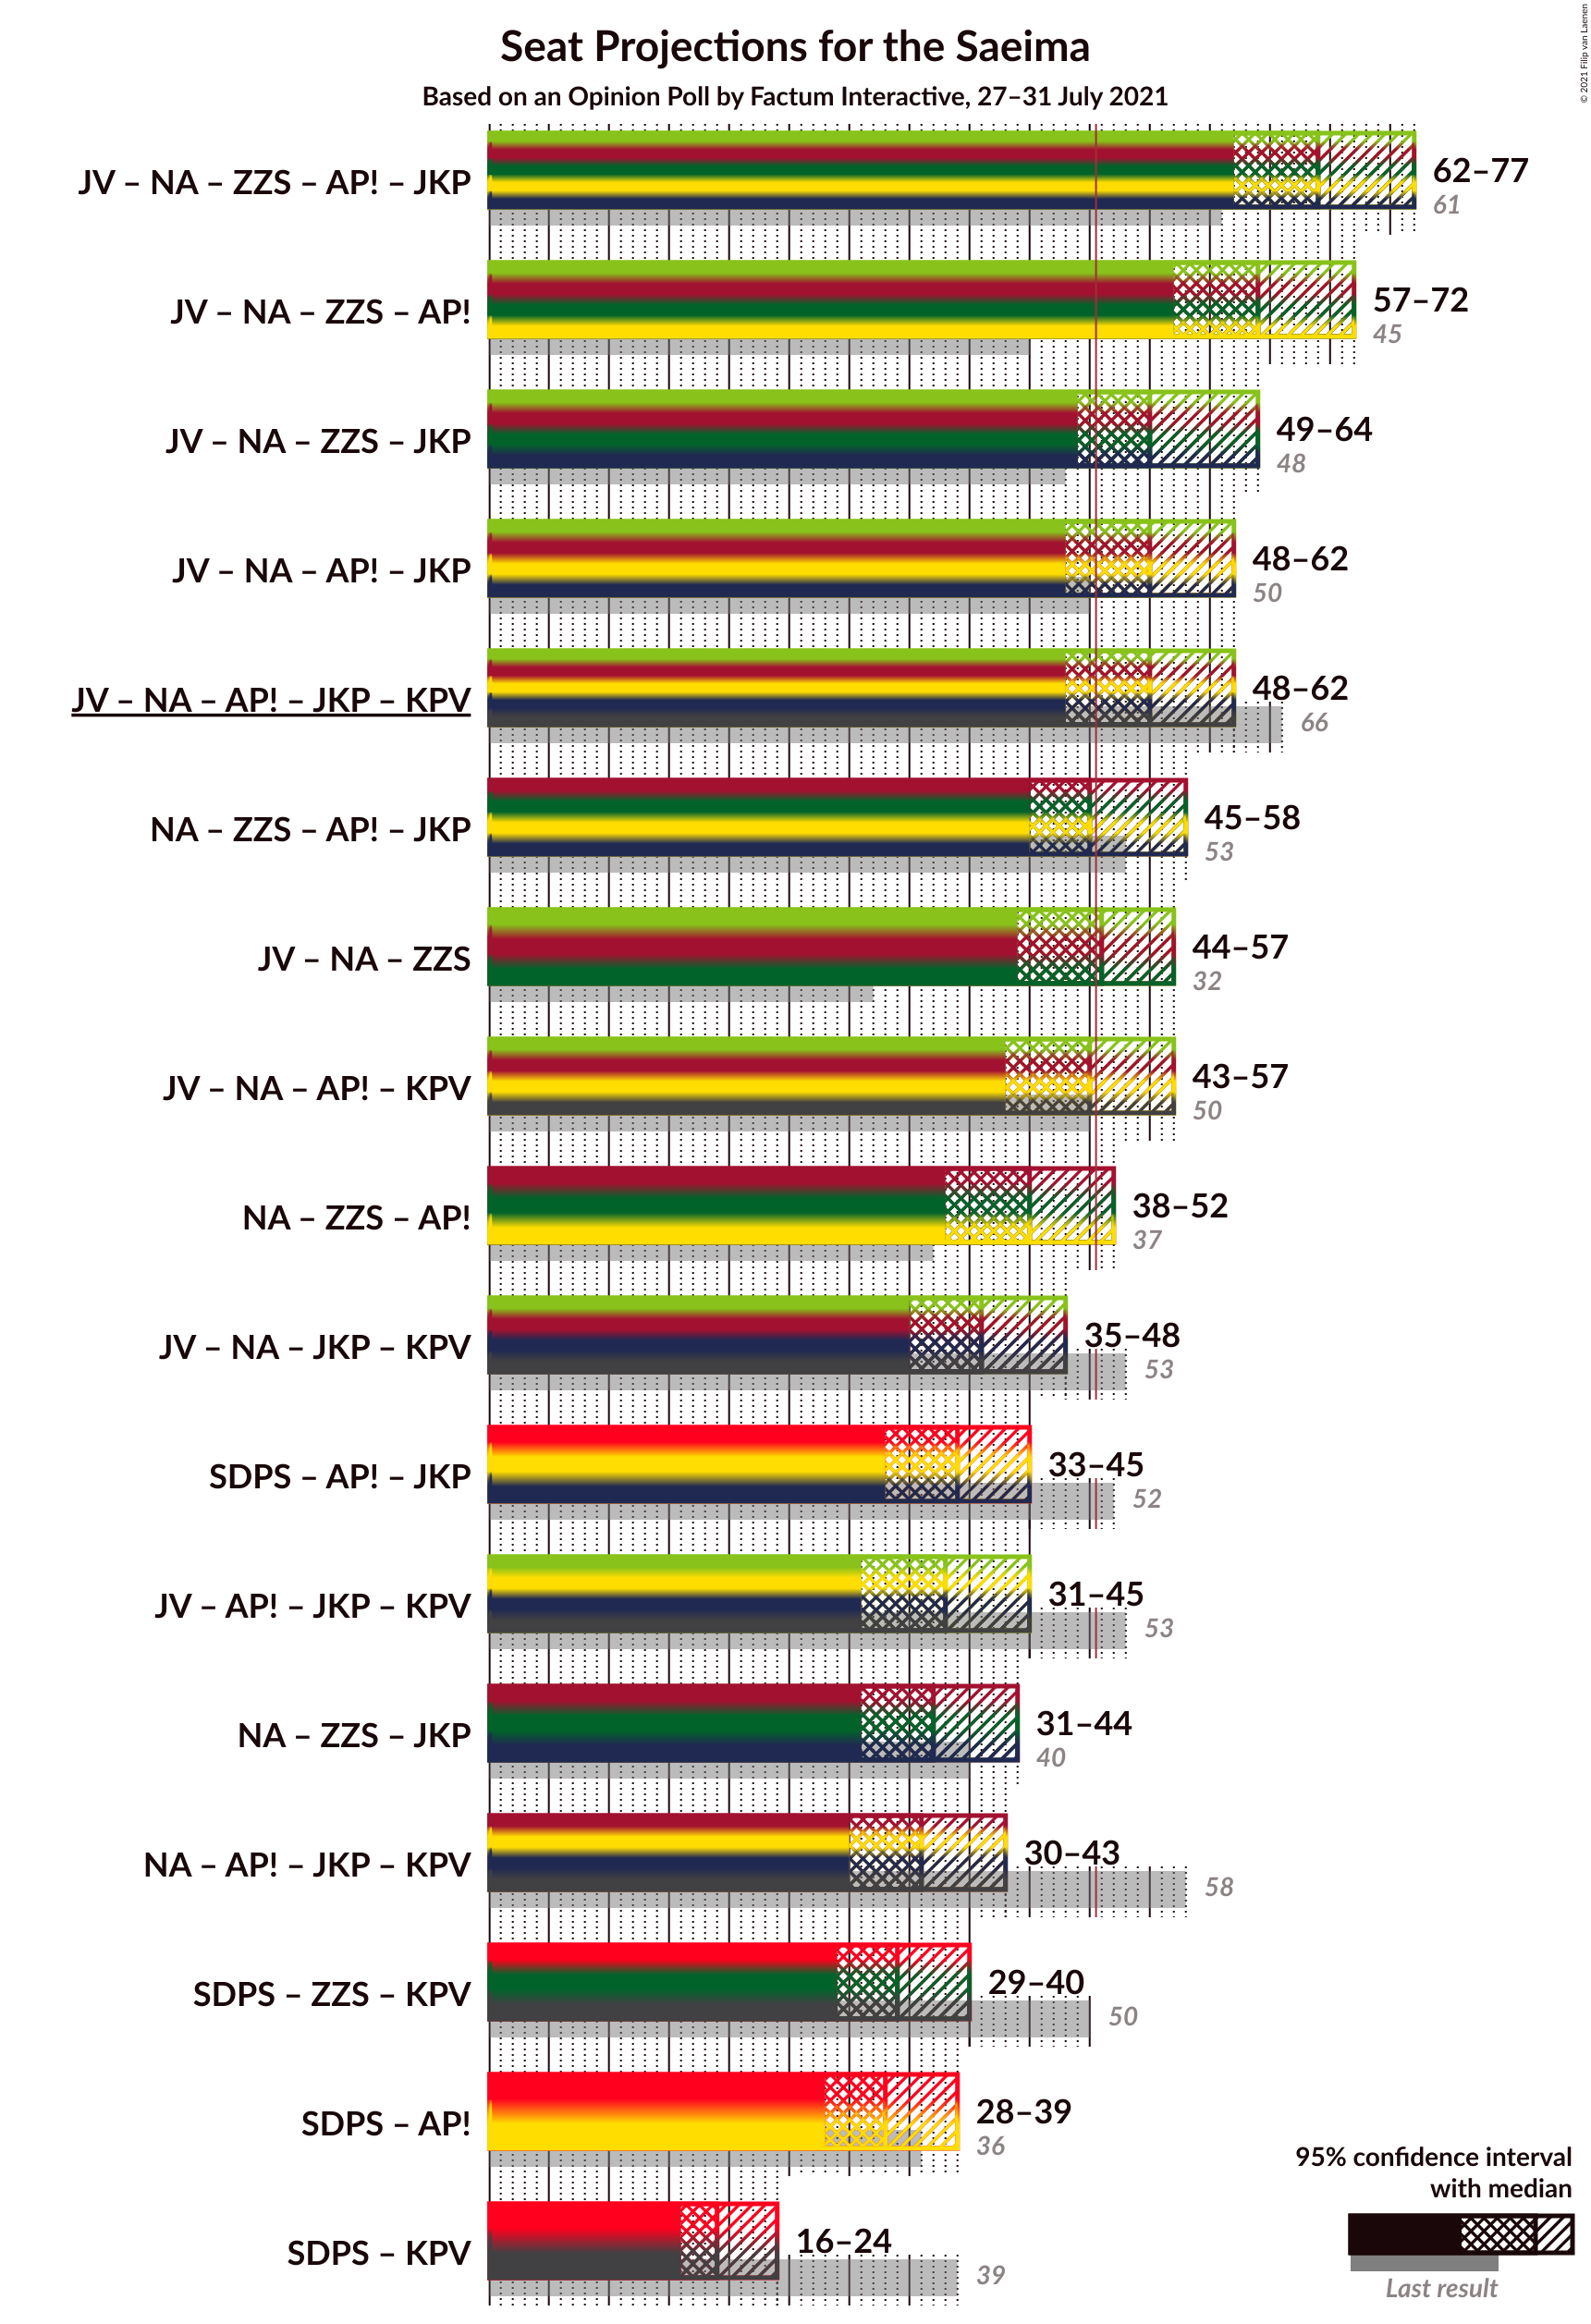 Seat Projections for the Saeima
Based on an Opinion Poll by Factum Interactive, 27–31 July 2021
© 2021 Filip van Laenen
JV – NA – ZZS – AP! – JKP
62–77
61
JV – NA – ZZS – AP!
57–72
45
JV – NA – ZZS – JKP
49–64
48
JV – NA – AP! – JKP
48–62
50
JV – NA – AP! – JKP – KPV
48–62
66
NA – ZZS – AP! – JKP
45–58
53
JV – NA – ZZS
44–57
32
JV – NA – AP! – KPV
43–57
50
NA – ZZS – AP!
38–52
37
JV – NA – JKP – KPV
35–48
53
SDPS – AP! – JKP
33–45
52
JV – AP! – JKP – KPV
31–45
53
NA – ZZS – JKP
31–44
40
NA – AP! – JKP – KPV
30–43
58
SDPS – ZZS – KPV
29–40
50
SDPS – AP!
28–39
36
SDPS – KPV
16–24
39
95% confidence interval
with median
Last result